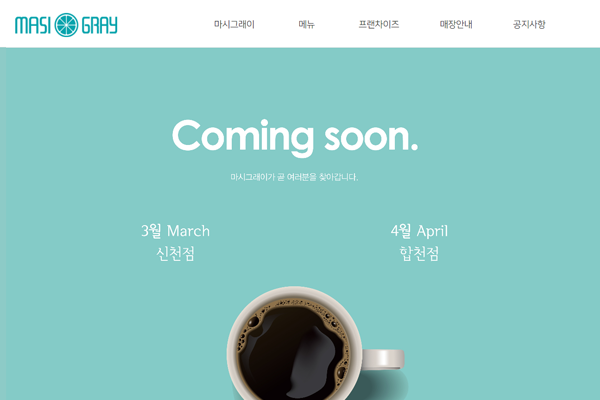 MASI GRAY
마시그래이 메뉴 프랜차이즈 매장안내 공지사항
Coming soon.
마시그래이가 곧 여러분을 찾아갑니다.
3월 March 4월 April
신천점 합천점